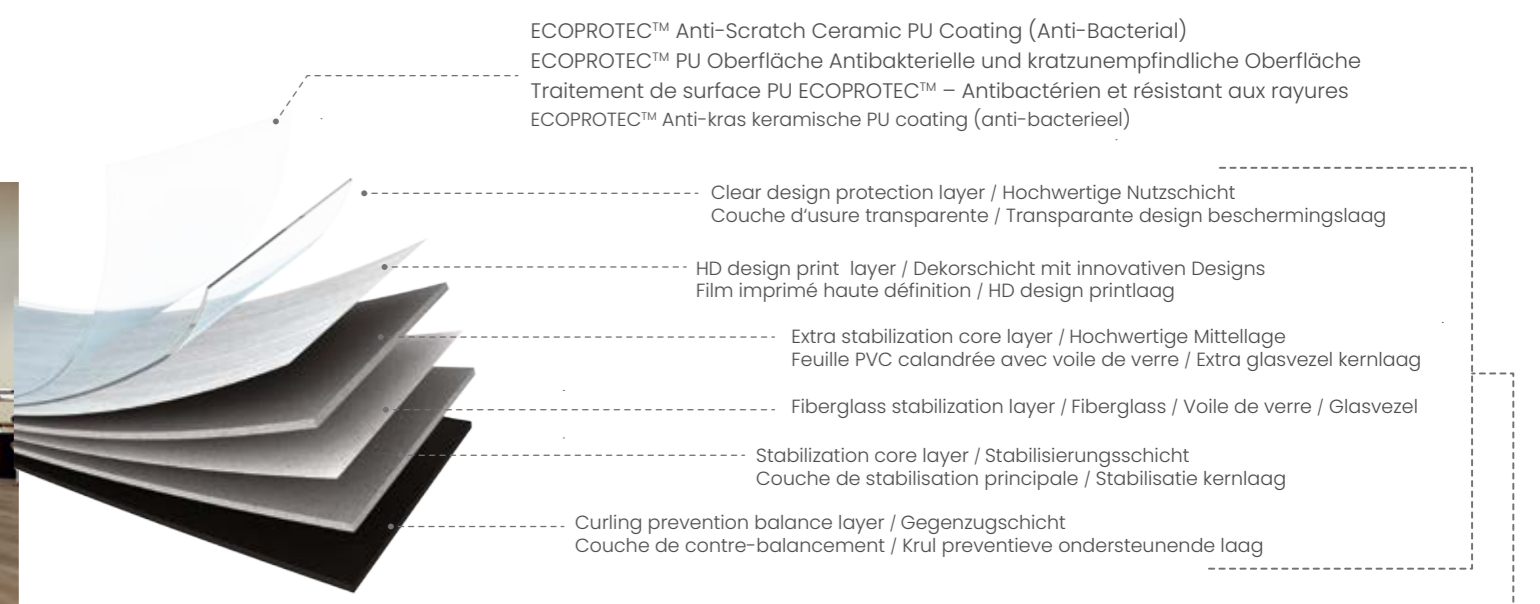 ECOPROTEC™ Anti-Scratch Ceramic PU Coating (Anti-Bacterial)
ECOPROTEC™ PU Oberfläche Antibakterielle und kratzunempfindliche Oberfläche
Traitement de surface PU ECOPROTEC™ – Antibactérien et résistant aux rayures
ECOPROTEC™ Anti-kras keramische PU coating (anti-bacterieel)
Clear design protection layer / Hochwertige Nutzschicht
Couche d‘usure transparente / Transparante design beschermingslaag
HD design print layer / Dekorschicht mit innovativen Designs
Film imprimé haute définition / HD design printlaag
Extra stabilization core layer / Hochwertige Mittellage
Feuille PVC calandrée avec voile de verre / Extra glasvezel kernlaag
Fiberglass stabilization layer / Fiberglass / Voile de verre / Glasvezel
Stabilization core layer / Stabilisierungsschicht
Couche de stabilisation principale / Stabilisatie kernlaag
Curling prevention balance layer / Gegenzugschicht
Couche de contre-balancement / Krul preventieve ondersteunende laag